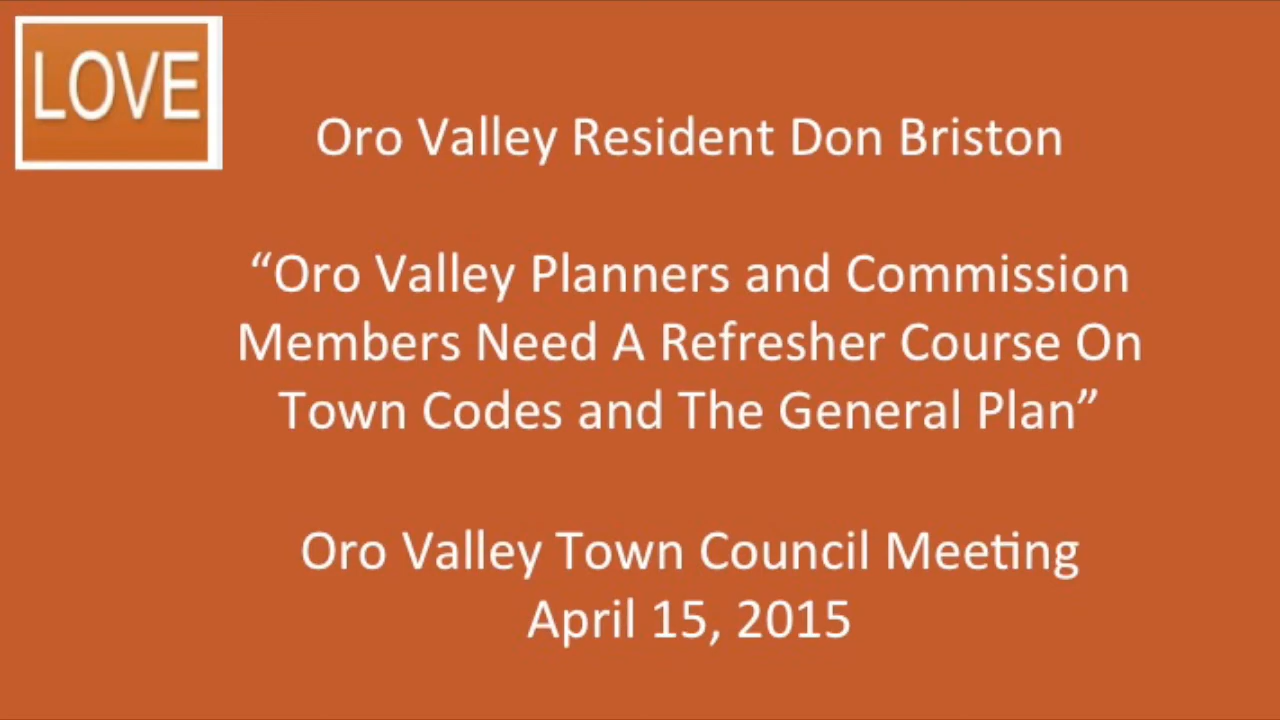 LOVE
Oro Valley Resident Don Briston
“Oro Valley Planners and Commission
Members Need A Refresher Course On
Town Codes and The General Plan”
Oro Valley Town Council Meeting
April 15, 2015